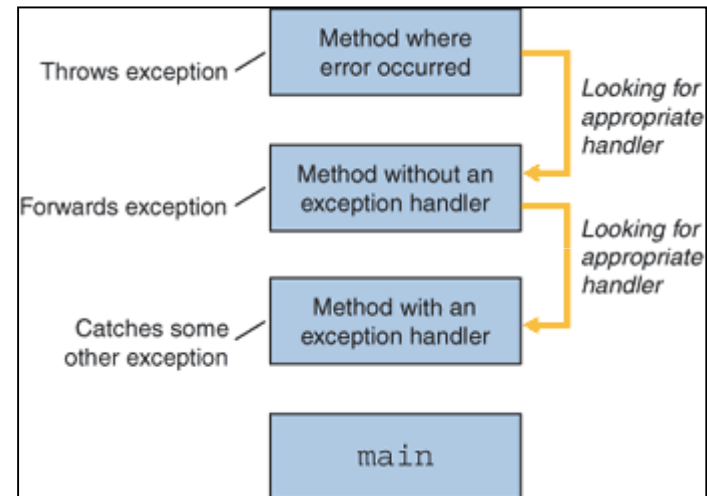 Method where
error occurred
Throws exception
Looking for
appropriate
handler
Method without an
exception handler
Forwards exception
Looking for
appropriate
handler
Method with an
exception handler
Catches some
other exception
main